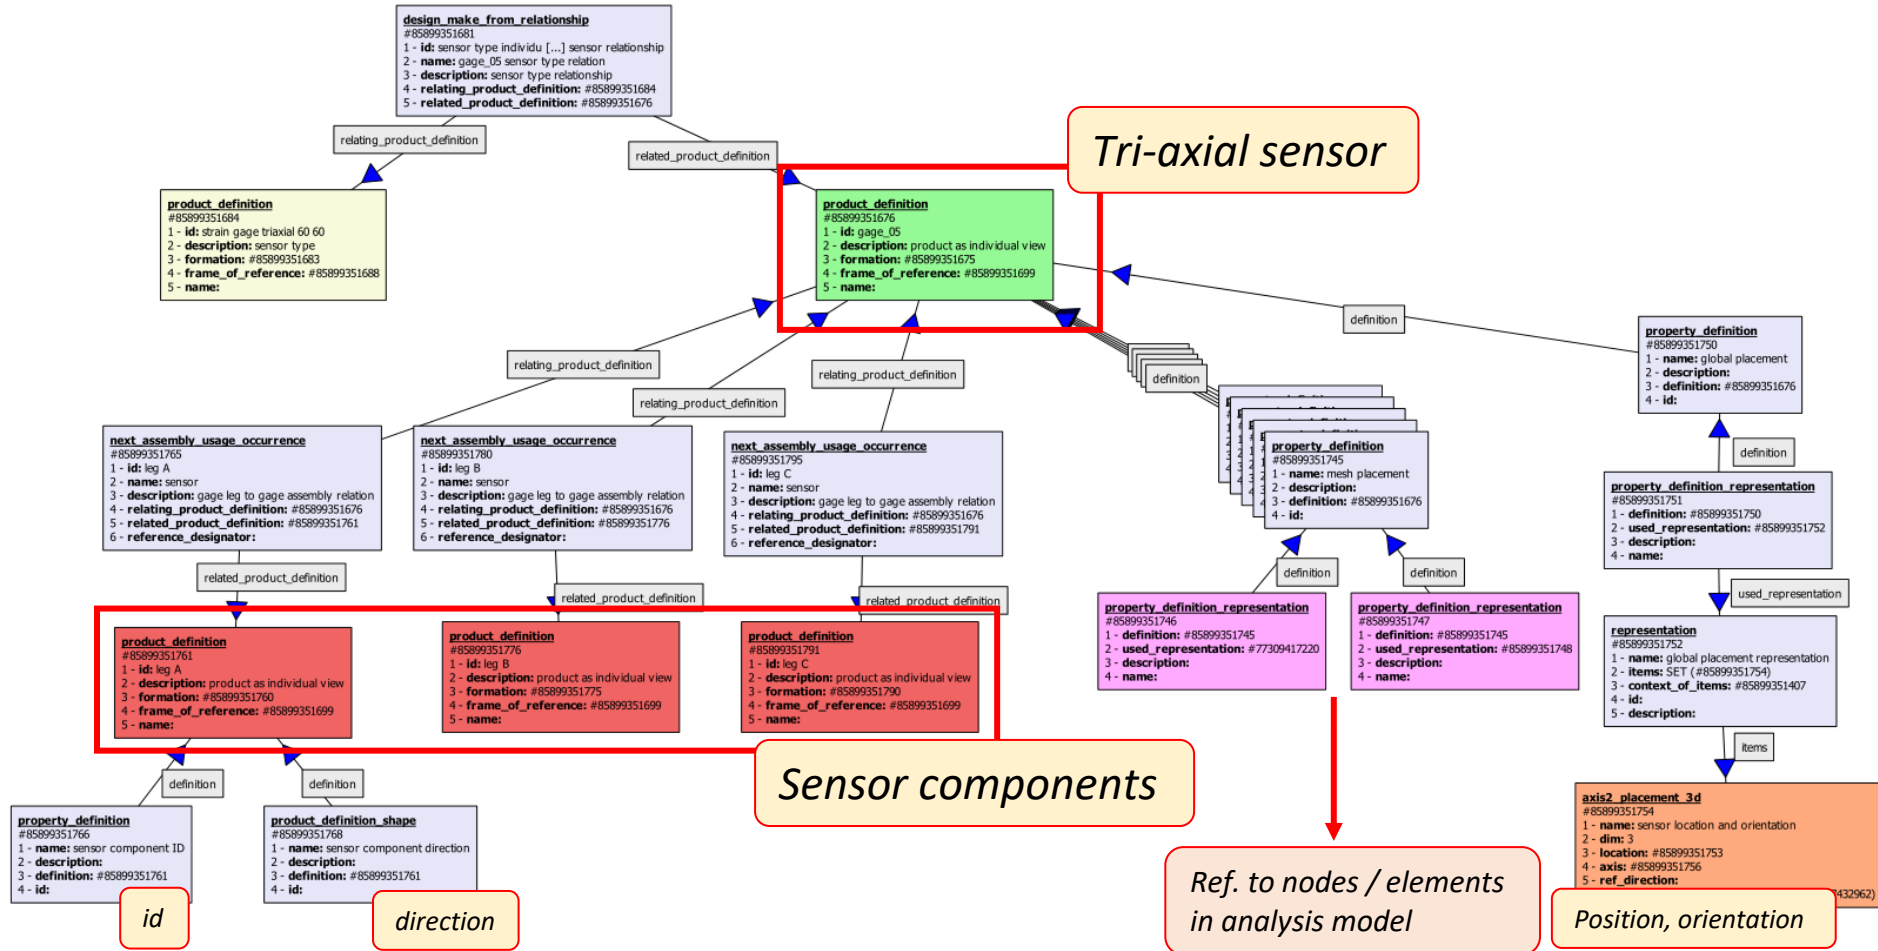 design_make_from_relationship
#85899351681
1 - id: sensor type individu [...] sensor relationship
2 - name: gage_05 sensor type relation
3 - description: sensor type relationship
4 - relating_product_definition: #85899351684
5 - related_product_definition: #85899351676
relating_product_definition
related_product_definition
Tri-axial sensor
product_definition
#85899351684
1 - id: strain gage triaxial 60 60
2 - description: sensor type
3 - formation: #85899351683
4 - frame_of_reference: #85899351688
5 - name:
product_definition
#85899351676
1 - id: gage_05
2 - description: product as individual view
3 - formation: #85899351675
4 - frame_of_reference: #85899351699
5 - name:
definition
property_definition
#85899351750
1 - name: global placement
2 - description:
3 - definition: #85899351676
4 - id:
relating_product_definition
relating_product_definition
relating_product_definition
definition
next_assembly_usage_occurrence
#85899351765
1 - id: leg A
2 - name: sensor
3 - description: gage leg to gage assembly relation
4 - relating_product_definition: #85899351676
5 - related_product_definition: #85899351761
6 - reference_designator:
next_assembly_usage_occurrence
#85899351780
1 - id: leg B
2 - name: sensor
3 - description: gage leg to gage assembly relation
4 - relating_product_definition: #85899351676
5 - related_product_definition: #85899351776
6 - reference_designator:
next_assembly_usage_occurrence
#85899351795
1 - id: leg C
2 - name: sensor
3 - description: gage leg to gage assembly relation
4 - relating_product_definition: #85899351676
5 - related_product_definition: #85899351791
6 - reference_designator:
property_definition
#85899351745
1 - name: mesh placement
2 - description:
3 - definition: #85899351676
4 - id:
definition
property_definition_representation
#85899351751
1 - definition: #85899351750
2 - used_representation: #85899351752
3 - description:
4 - name:
related_product_definition
related_product_definition
related_product_definition
definition
definition
used_representation
product_definition
#85899351761
1 - id: leg A
2 - description: product as individual view
3 - formation: #85899351760
4 - frame_of_reference: #85899351699
5 - name:
product_definition
#85899351776
1 - id: leg B
2 - description: product as individual view
3 - formation: #85899351775
4 - frame_of_reference: #85899351699
5 - name:
product_definition
#85899351791
1 - id: leg C
2 - description: product as individual view
3 - formation: #85899351790
4 - frame_of_reference: #85899351699
5 - name:
property_definition_representation
#85899351746
1 - definition: #85899351745
2 - used_representation: #77309417220
3 - description:
4 - name:
property_definition_representation
#85899351747
1 - definition: #85899351745
2 - used_representation: #85899351748
3 - description:
4 - name:
representation
#85899351752
1 - name: global placement representation
2 - items: SET (#85899351754)
3 - context_of_items: #85899351407
4 - id:
5 - description:
Sensor components
definition
definition
items
property_definition
#85899351766
1 - name: sensor component ID
2 - description:
3 - definition: #85899351761
4 - id:
id
product_definition_shape
#85899351768
1 - name: sensor component direction
2 - description:
3 - definition: #85899351761
4 - id:
direction
Ref. to nodes / elements
in analysis model
axis2_placement_3d
#85899351754
1 - name: sensor location and orientation
2 - dim: 3
3 - location: #85899351753
4 - axis: #85899351756
5 - ref_direction:
432962)
Position, orientation